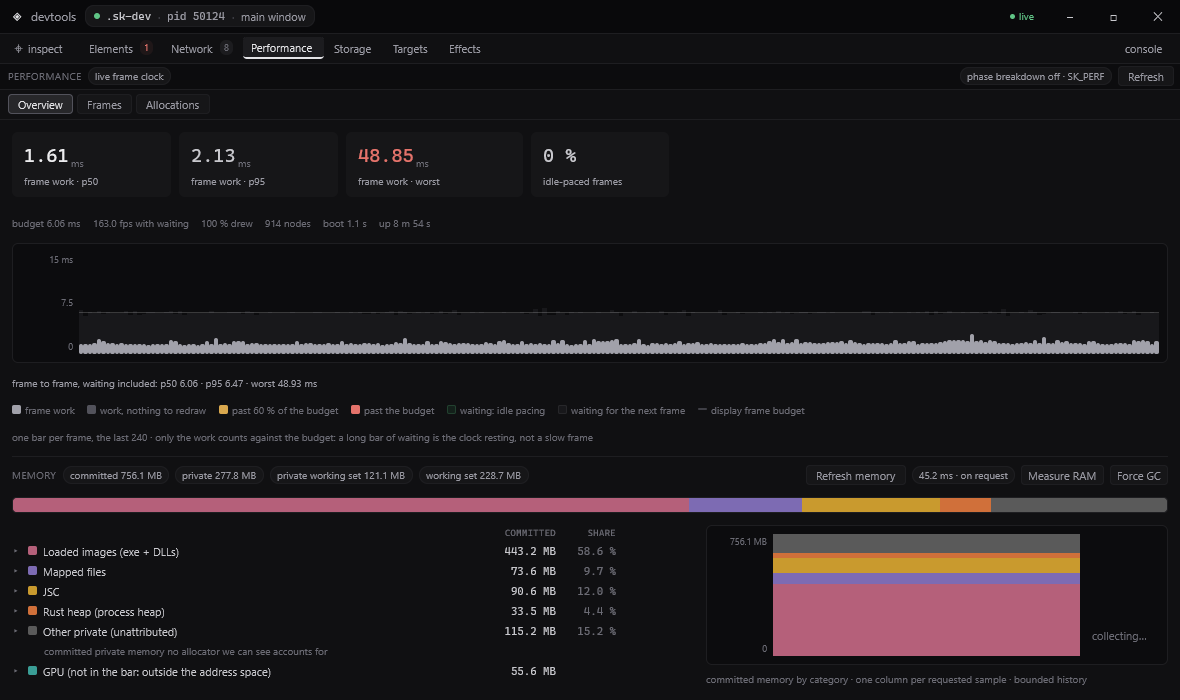 devtools .sk-dev · pid 50124 · main window live
inspect Elements 1 Network 8 Performance Storage Targets Effects console
PERFORMANCE live frame clock phase breakdown off · SK_PERF Refresh
Overview Frames Allocations
1.61 ms 2.13 ms 48.85 ms 0 %
frame work · p50 frame work · p95 frame work · worst idle-paced frames
budget 6.06 ms 163.0 fps with waiting 100 % drew 914 nodes boot 1.1 s up 8 m 54 s
15 ms
7.5
0
frame to frame, waiting included: p50 6.06 · p95 6.47 · worst 48.93 ms
frame work work, nothing to redraw past 60 % of the budget past the budget waiting: idle pacing waiting for the next frame display frame budget
one bar per frame, the last 240 · only the work counts against the budget: a long bar of waiting is the clock resting, not a slow frame
MEMORY committed 756.1 MB private 277.8 MB private working set 121.1 MB working set 228.7 MB Refresh memory 45.2 ms · on request Measure RAM Force GC
COMMITTED SHARE
Loaded images (exe + DLLs) 443.2 MB 58.6 %
Mapped files 73.6 MB 9.7 %
JSC 90.6 MB 12.0 %
Rust heap (process heap) 33.5 MB 4.4 %
Other private (unattributed) 115.2 MB 15.2 %
committed private memory no allocator we can see accounts for
GPU (not in the bar: outside the address space) 55.6 MB
756.1 MB
collecting...
0
committed memory by category · one column per requested sample · bounded history